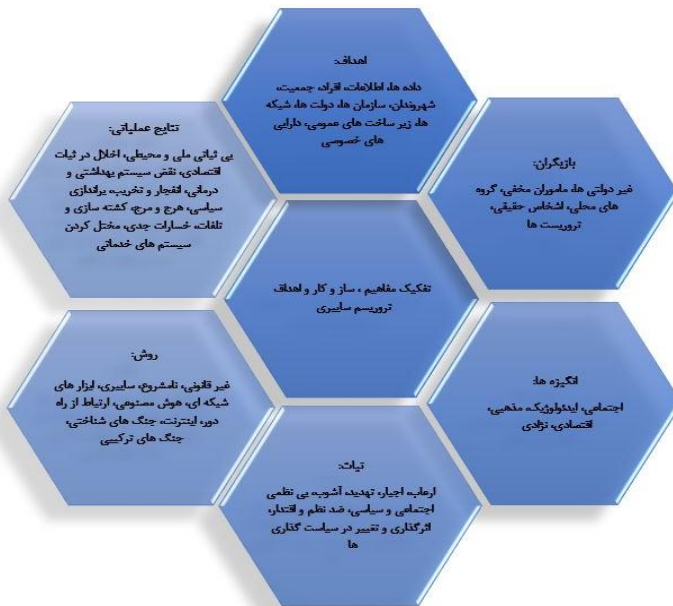 اهداف:
داده ها، اطلاعات، افراد، جمعیت،
شهروندان، سازمان ها، دولت ها، شبکه
ها، زیر ساخت های عمومی، دارایی
های خصوصی
بازیگران:
غیر دولتی ها، ماموران مخفی، گروه
های محلی، اشخاص حقیقی،
تروریست ها
نتایج عملیاتی:
بی ثباتی ملی و محیطی، اخلال در ثبات
اقتصادی، نقض سیستم بهداشتی و
درمانی، انفجار و تخریب، براندازی
سیاسی، هرج و مرج، کشته سازی و
تلفات، خسارات جدی، مختل کردن
سیستم های خدماتی
تفکیک مفاهیم ، ساز و کار و اهداف
تروریسم سایبری
انگیزه ها:
اجتماعی، ایدئولوژیک، مذهبی،
اقتصادی، نژادی
روش:
غیر قانونی، نامشروع، سایبری، ابزار های
شبکه ای، هوش مصنوعی، ارتباط از راه
دور، اینترنت، جنگ های شناختی،
جنگ های ترکیبی
نیات:
ارعاب، اجبار، تهدید، آشوب، بی نظمی
اجتماعی و سیاسی، ضد نظم و اقتدار،
اثرگذاری و تغییر در سیاست گذاری
ها